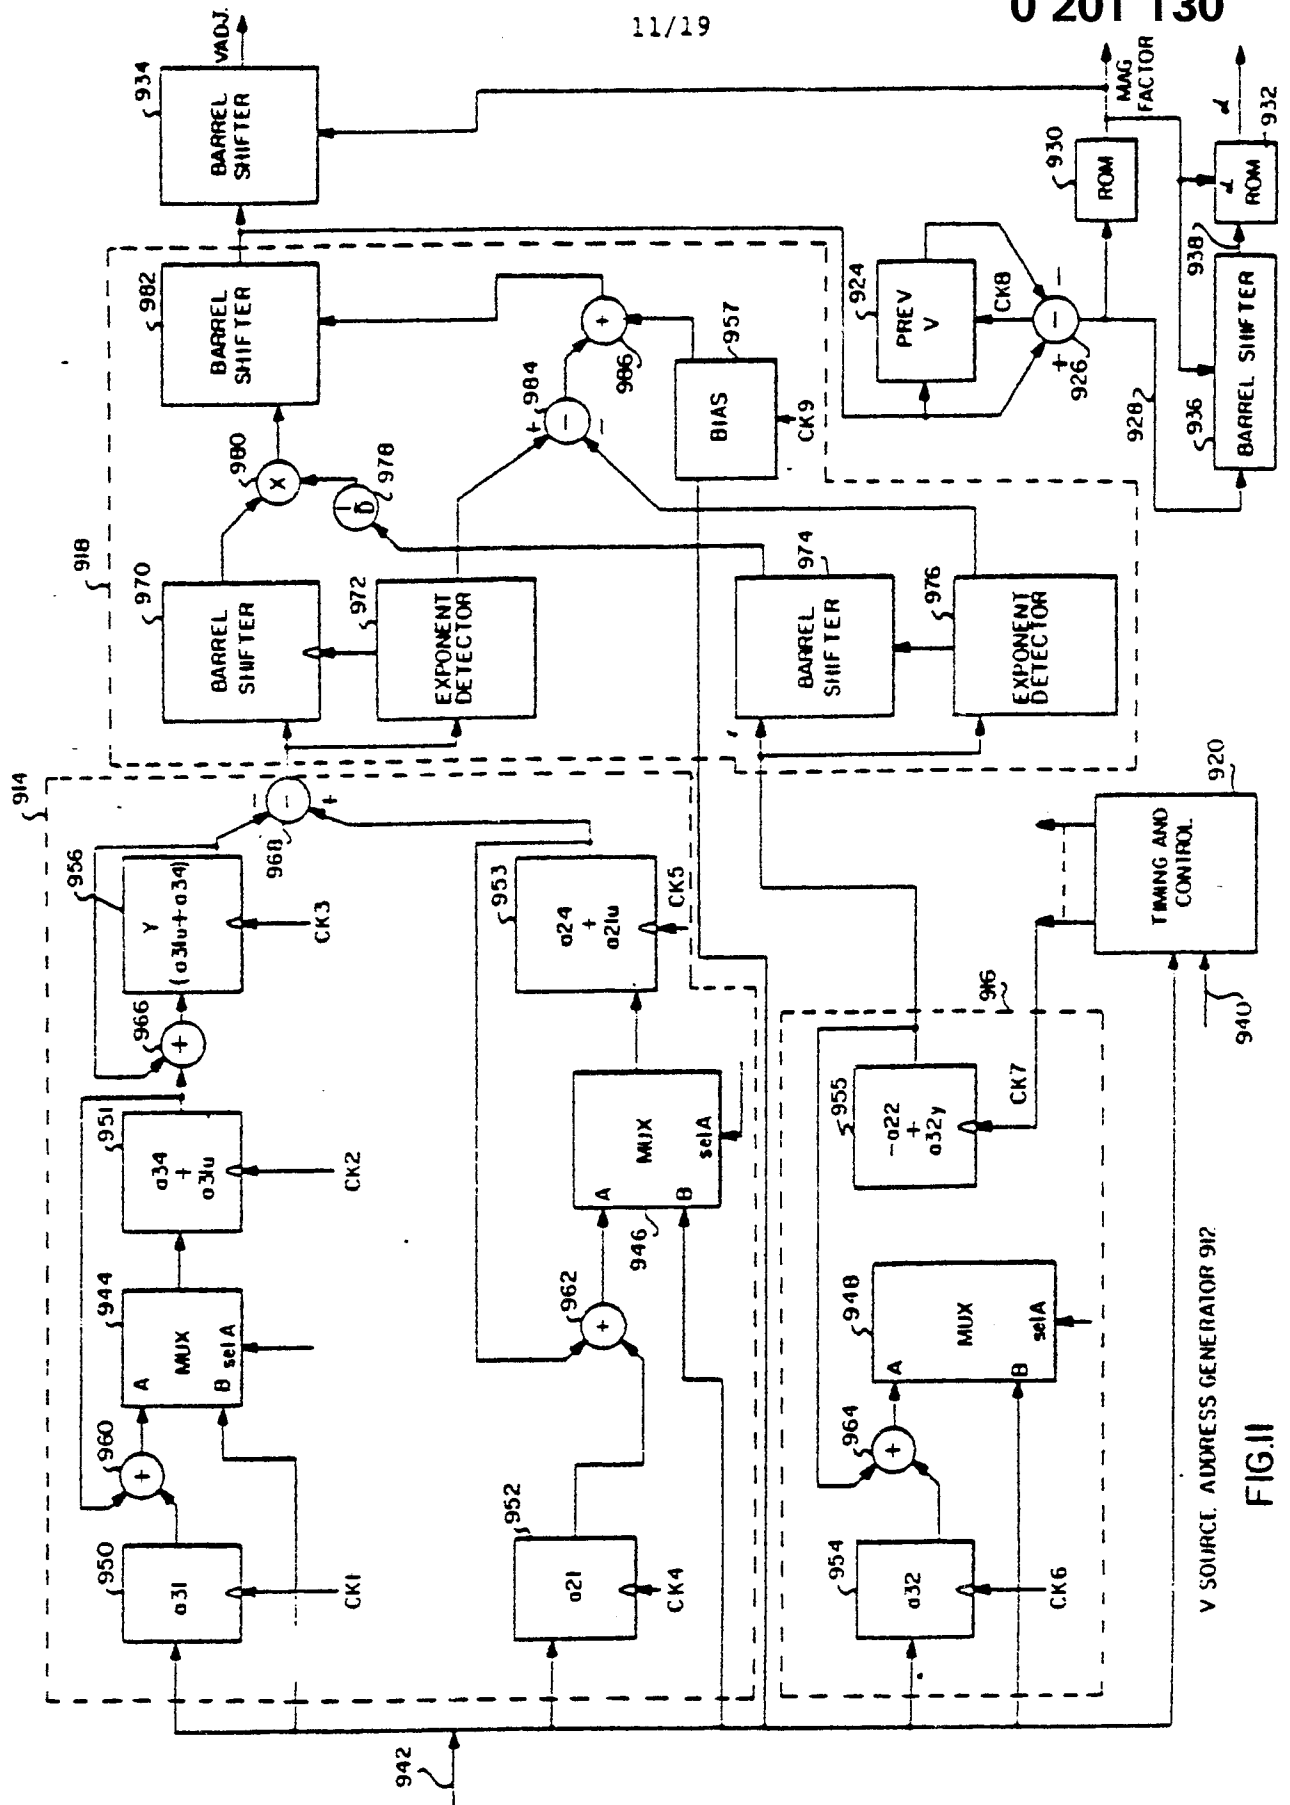 11/19
0 201 130
914
956
Y
(a31u+a34)
CK3
966
951
a34
+
a31u
CK2
944
MUX
A
B
selA
960
950
a31
CK1
968
953
a24
+
a21u
CK5
946
MUX
A
B
selA
962
952
a21
CK4
942
916
955
-a22
+
a32y
CK7
948
MUX
A
B
selA
964
954
a32
CK6
920
TIMING AND
CONTROL
940
918
970
BARREL
SHIFTER
972
EXPONENT
DETECTOR
974
BARREL
SHIFTER
976
EXPONENT
DETECTOR
978
1
D
980
X
982
BARREL
SHIFTER
984
986
957
BIAS
CK9
934
BARREL
SHIFTER
VADJ.
924
PREV
V
CK8
926
928
930
ROM
MAG
FACTOR
936
BARREL SHIFTER
938
932
d
ROM
d
V SOURCE ADDRESS GENERATOR 912
FIG.11